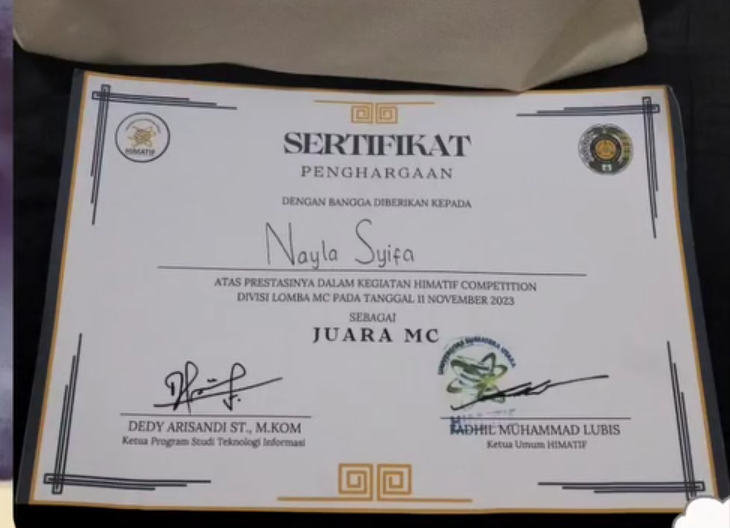 HIMATIF
SERTIFIKAT
PENGHARGAAN
DENGAN BANGGA DIBERIKAN KEPADA
Nayla Syifa
ATAS PRESTASINYA DALAM KEGIATAN HIMATIF COMPETITION
DIVISI LOMBA MC PADA TANGGAL 11 NOVEMBER 2023
SEBAGAI
JUARA MC
UNIVERSITAS SUMATERA UTARA
DEDY ARISANDI ST., M.KOM
Ketua Program Studi Teknologi Informasi
FADHIL MUHAMMAD LUBIS
Ketua Umum HIMATIF